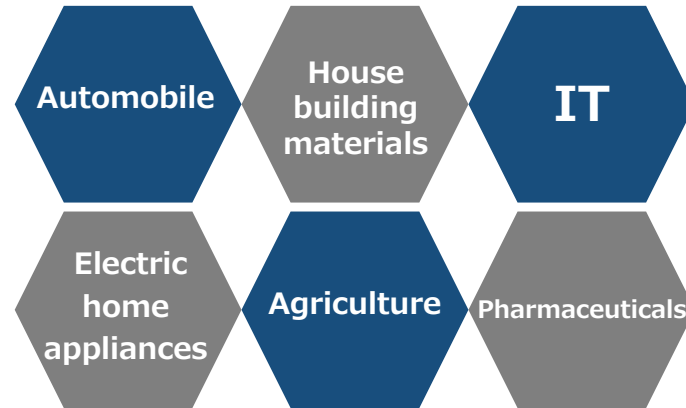 Automobile
House
building
materials
IT
Electric
home
appliances
Agriculture
Pharmaceuticals